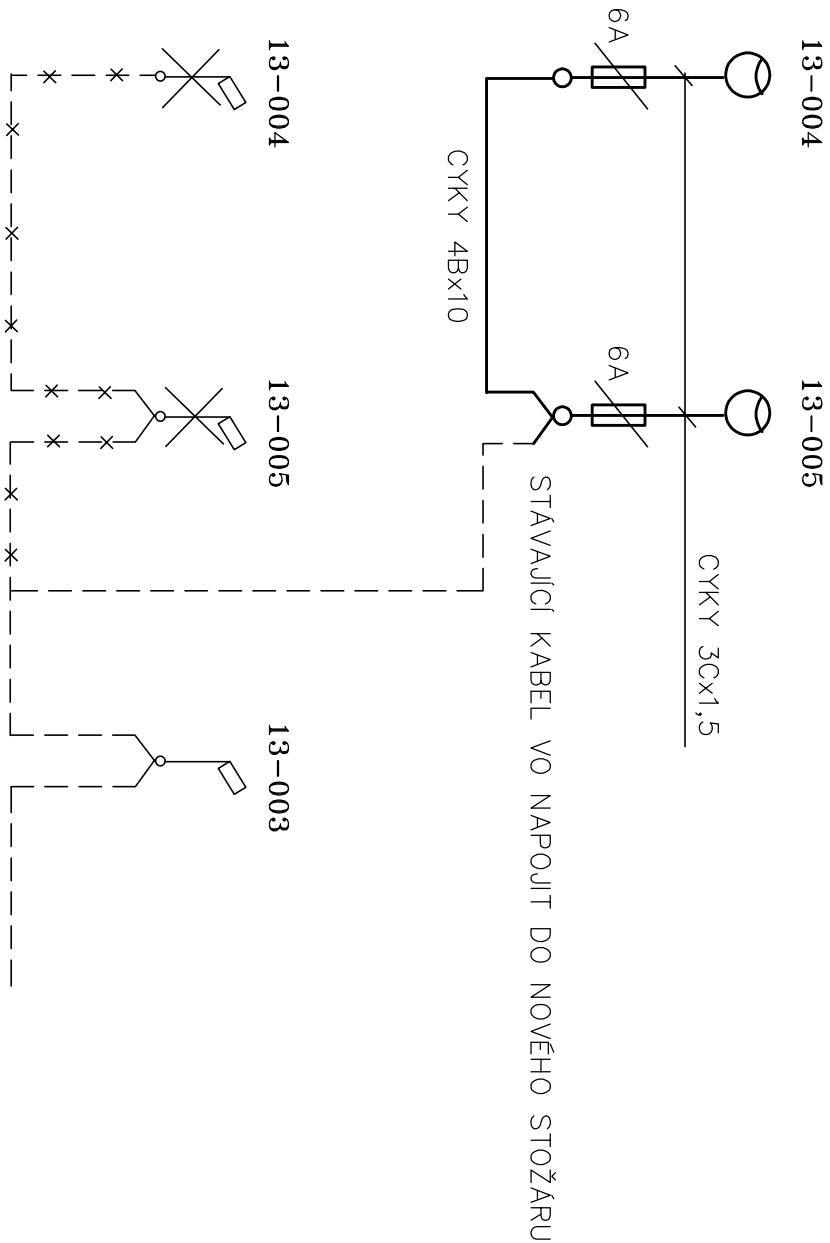 13-004
13-005
6A
6A
CYKY 3Cx1,5
CYKY 4Bx10
STÁVAJÍCÍ KABEL VO NAPOJIT DO NOVÉHO STOŽÁRU
13-004
13-005
13-003